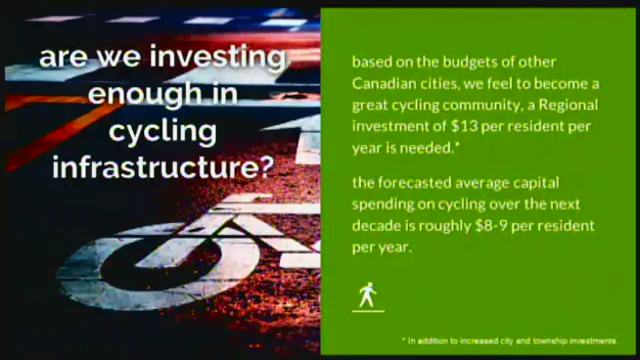 are we investing
enough in
cycling
infrastructure?
based on the budgets of other
Canadian cities, we feel to become a
great cycling community, a Regional
investment of $13 per resident per
year is needed.*
the forecasted average capital
spending on cycling over the next
decade is roughly $8-9 per resident
per year.
* In addition to increased city and township investments.